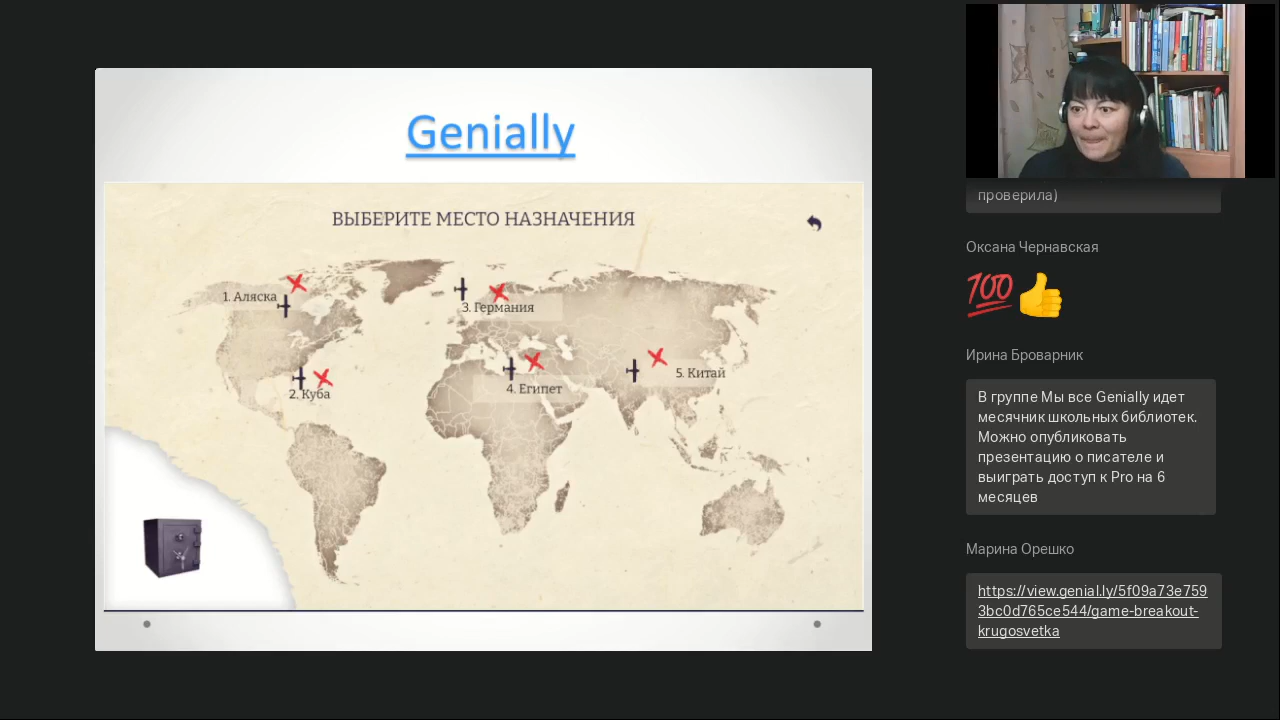 Genially
ВЫБЕРИТЕ МЕСТО НАЗНАЧЕНИЯ
1. Аляска
2. Куба
3. Германия
4. Египет
5. Китай
проверила)
Оксана Чернавская
💯👍
Ирина Броварник
В группе Мы все Genially идет
месячник школьных библиотек.
Можно опубликовать
презентацию о писателе и
выиграть доступ к Pro на 6
месяцев
Марина Орешко
https://view.genial.ly/5f09a73e759
3bc0d765ce544/game-breakout-
krugosvetka